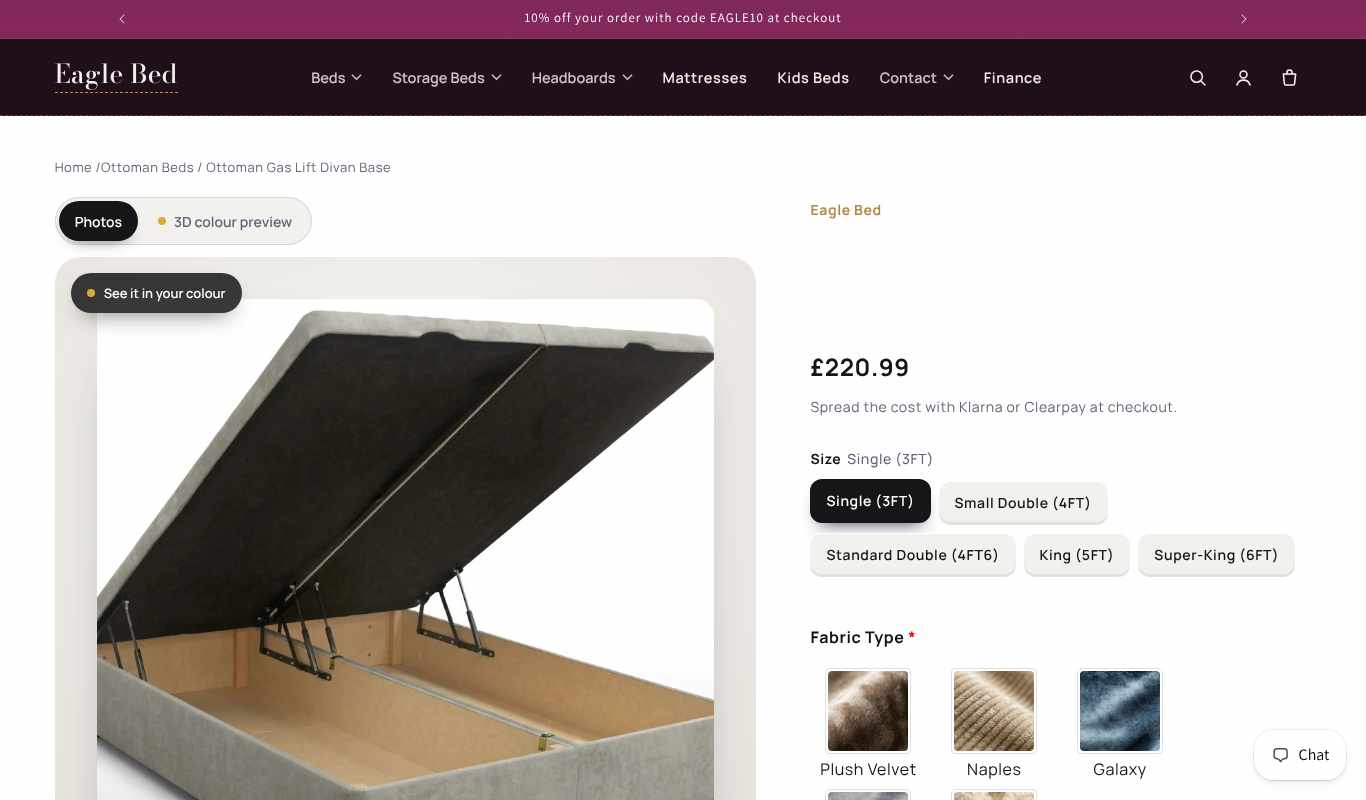 10% off your order with code EAGLE10 at checkout
Eagle Bed
Beds
Storage Beds
Headboards
Mattresses
Kids Beds
Contact
Finance
Home /Ottoman Beds / Ottoman Gas Lift Divan Base
Photos
3D colour preview
See it in your colour
Eagle Bed
£220.99
Spread the cost with Klarna or Clearpay at checkout.
Size Single (3FT)
Single (3FT)
Small Double (4FT)
Standard Double (4FT6)
King (5FT)
Super-King (6FT)
Fabric Type *
Plush Velvet
Naples
Galaxy
Chat